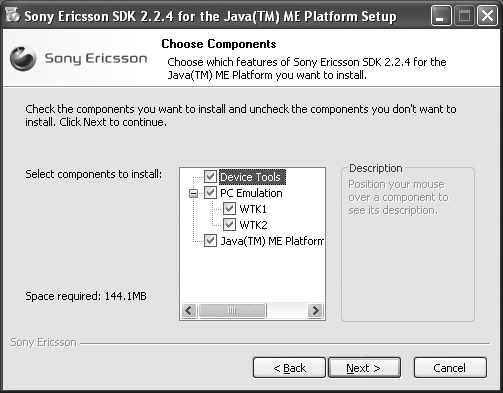 Sony Ericsson SDK 2.2.4 for the Java(TM) ME Platform Setup
Sony Ericsson
Choose Components
Choose which features of Sony Ericsson SDK 2.2.4 for the
Java(TM) ME Platform you want to install.
Check the components you want to install and uncheck the components you don't want to
install. Click Next to continue.
Select components to install:
Device Tools
PC Emulation
WTK1
WTK2
Java(TM) ME Platform
Description
Position your mouse
over a component to
see its description.
Space required: 144.1MB
Sony Ericsson
< Back
Next >
Cancel